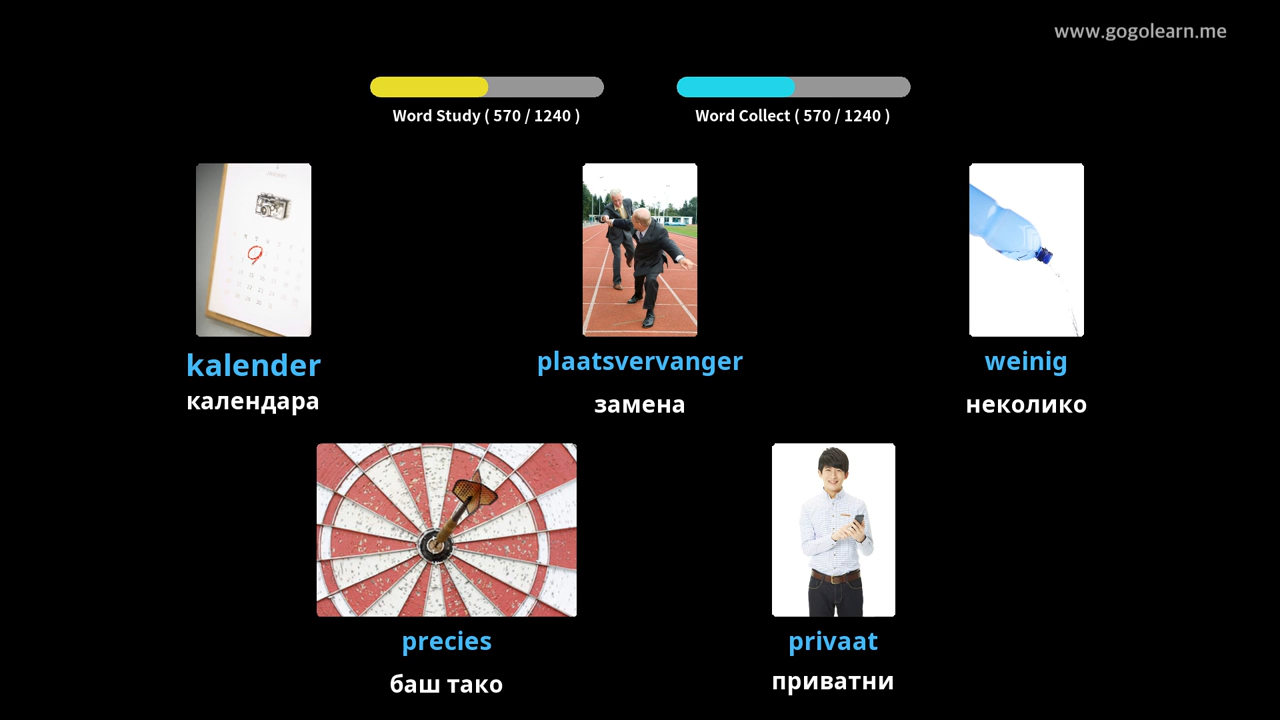 www.gogolearn.me
Word Study ( 570 / 1240 )
Word Collect ( 570 / 1240 )
kalender
календара
plaatsvervanger
замена
weinig
неколико
precies
баш тако
privaat
приватни